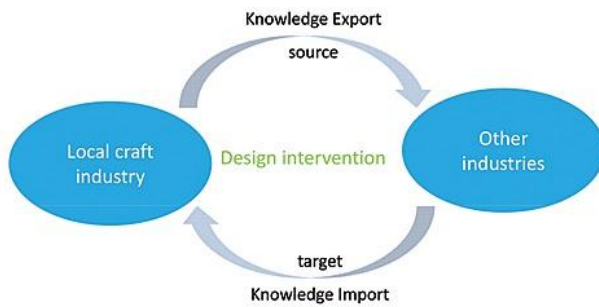 Knowledge Export
source
Local craft
industry
Design intervention
Other
industries
target
Knowledge Import